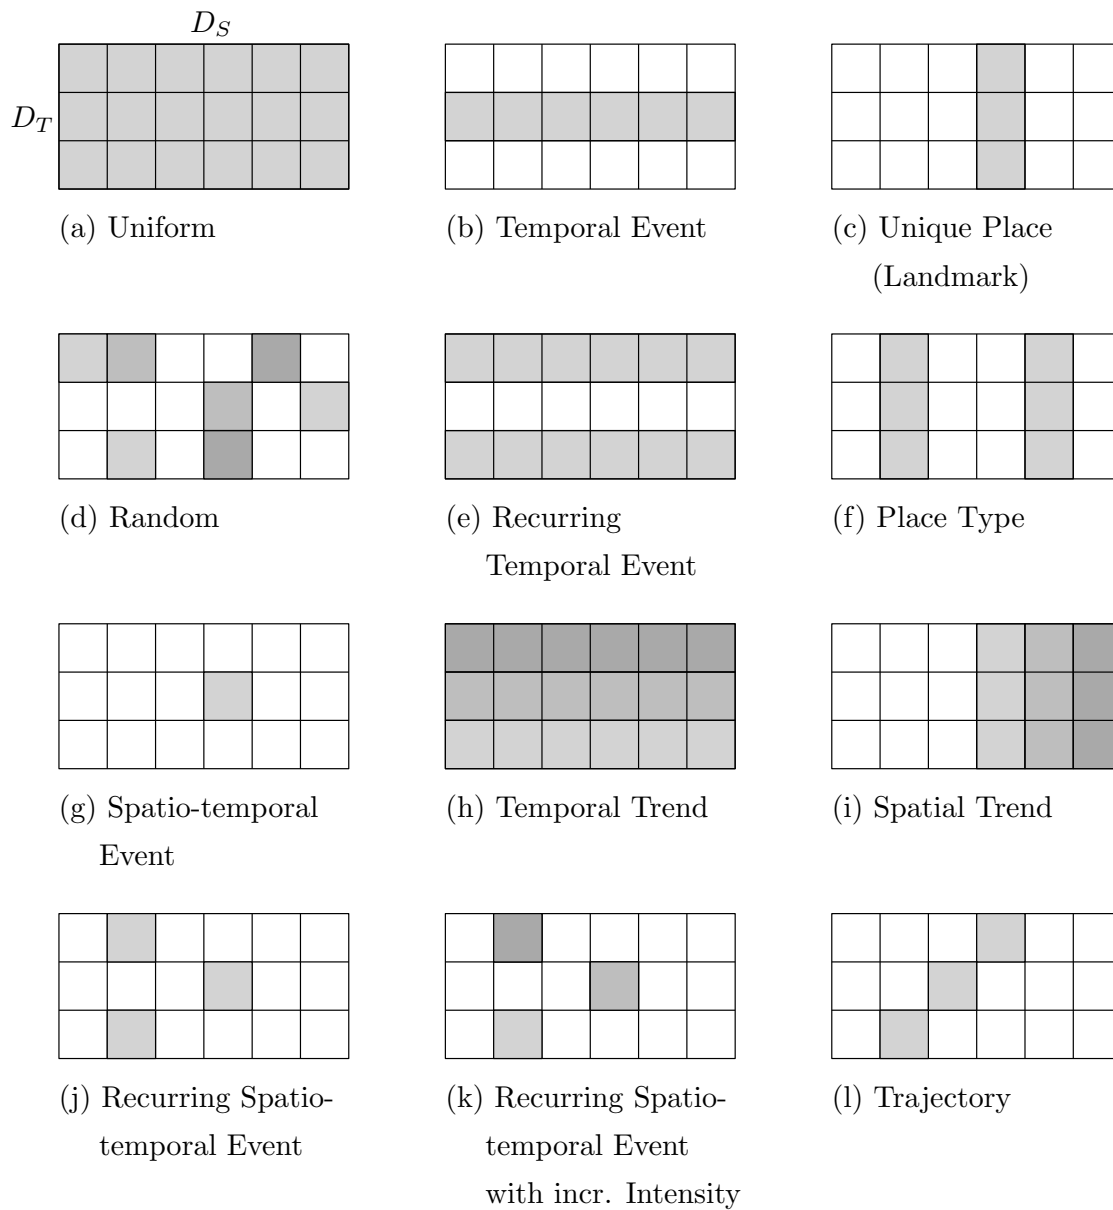 D_S
D_T
(a) Uniform
(b) Temporal Event
(c) Unique Place
(Landmark)
(d) Random
(e) Recurring
Temporal Event
(f) Place Type
(g) Spatio-temporal
Event
(h) Temporal Trend
(i) Spatial Trend
(j) Recurring Spatio-
temporal Event
(k) Recurring Spatio-
temporal Event
with incr. Intensity
(l) Trajectory